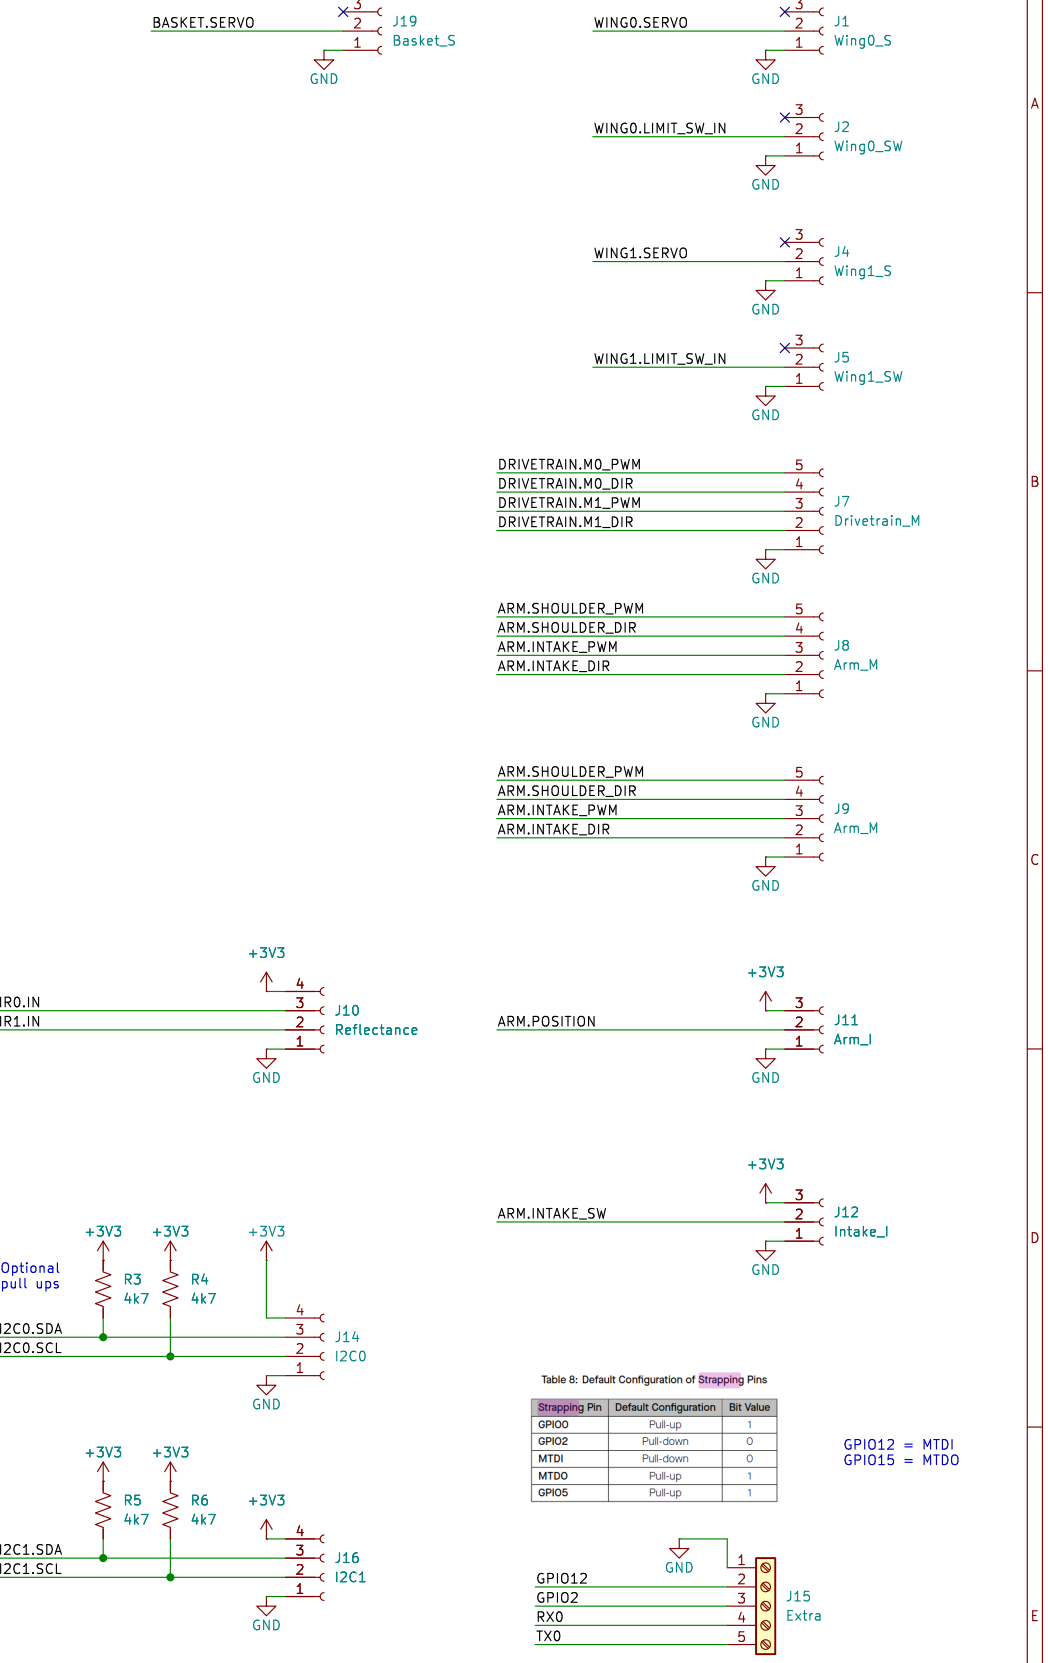 BASKET.SERVO
3
2
1
J19
Basket_S
GND
WING0.SERVO
3
2
1
J1
Wing0_S
GND
A
WING0.LIMIT_SW_IN
3
2
1
J2
Wing0_SW
GND
WING1.SERVO
3
2
1
J4
Wing1_S
GND
WING1.LIMIT_SW_IN
3
2
1
J5
Wing1_SW
GND
B
DRIVETRAIN.M0_PWM
DRIVETRAIN.M0_DIR
DRIVETRAIN.M1_PWM
DRIVETRAIN.M1_DIR
5
4
3
2
1
J7
Drivetrain_M
GND
ARM.SHOULDER_PWM
ARM.SHOULDER_DIR
ARM.INTAKE_PWM
ARM.INTAKE_DIR
5
4
3
2
1
J8
Arm_M
GND
ARM.SHOULDER_PWM
ARM.SHOULDER_DIR
ARM.INTAKE_PWM
ARM.INTAKE_DIR
5
4
3
2
1
J9
Arm_M
GND
C
+3V3
IR0.IN
IR1.IN
4
3
2
1
J10
Reflectance
GND
+3V3
ARM.POSITION
3
2
1
J11
Arm_I
GND
+3V3
ARM.INTAKE_SW
3
2
1
J12
Intake_I
GND
D
+3V3
+3V3
+3V3
Optional
pull ups
R3
4k7
R4
4k7
I2C0.SDA
I2C0.SCL
4
3
2
1
J14
I2C0
GND
Table 8: Default Configuration of Strapping Pins
Strapping Pin Default Configuration Bit Value
GPIO0 Pull-up 1
GPIO2 Pull-down 0
MTDI Pull-down 0
MTDO Pull-up 1
GPIO5 Pull-up 1
GPIO12 = MTDI
GPIO15 = MTDO
+3V3
+3V3
+3V3
R5
4k7
R6
4k7
I2C1.SDA
I2C1.SCL
4
3
2
1
J16
I2C1
GND
GND
GPIO12
GPIO2
RX0
TX0
1
2
3
4
5
J15
Extra
E